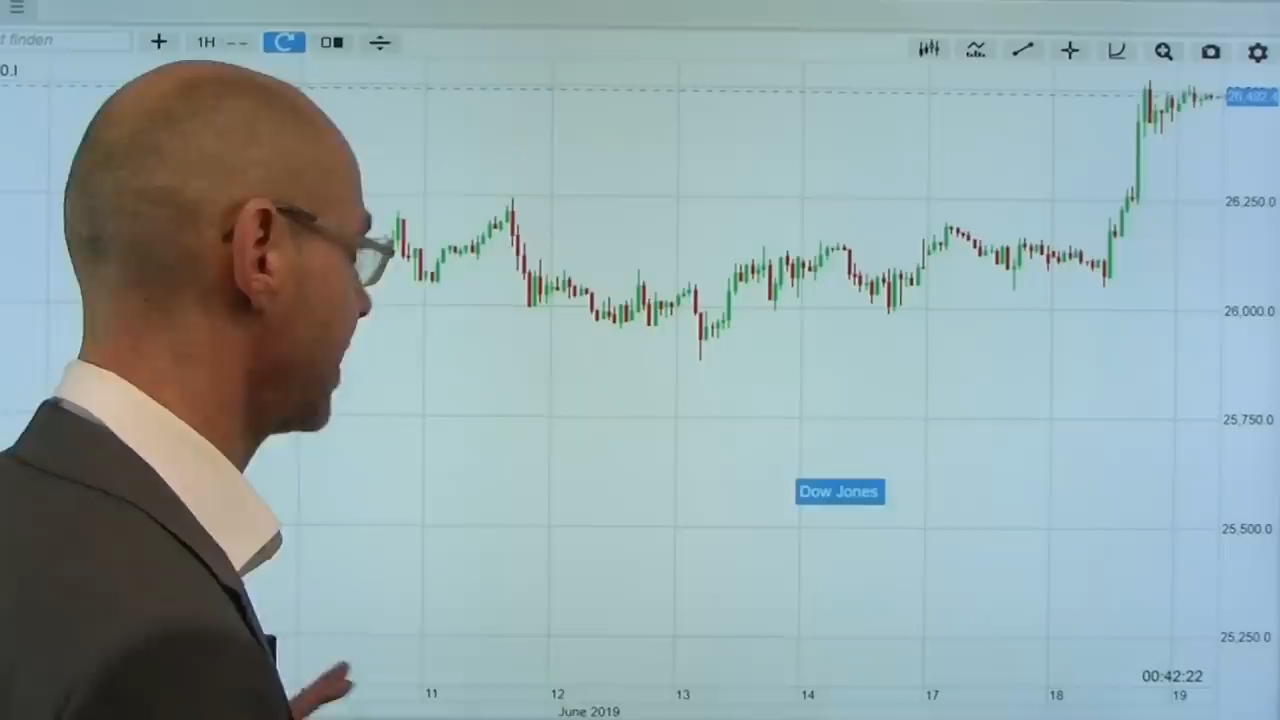 t finden
1H
0.I
26,250.0
26,000.0
25,750.0
Dow Jones
25,500.0
25,250.0
00:42:22
11 12 13 14 17 18 19
June 2019